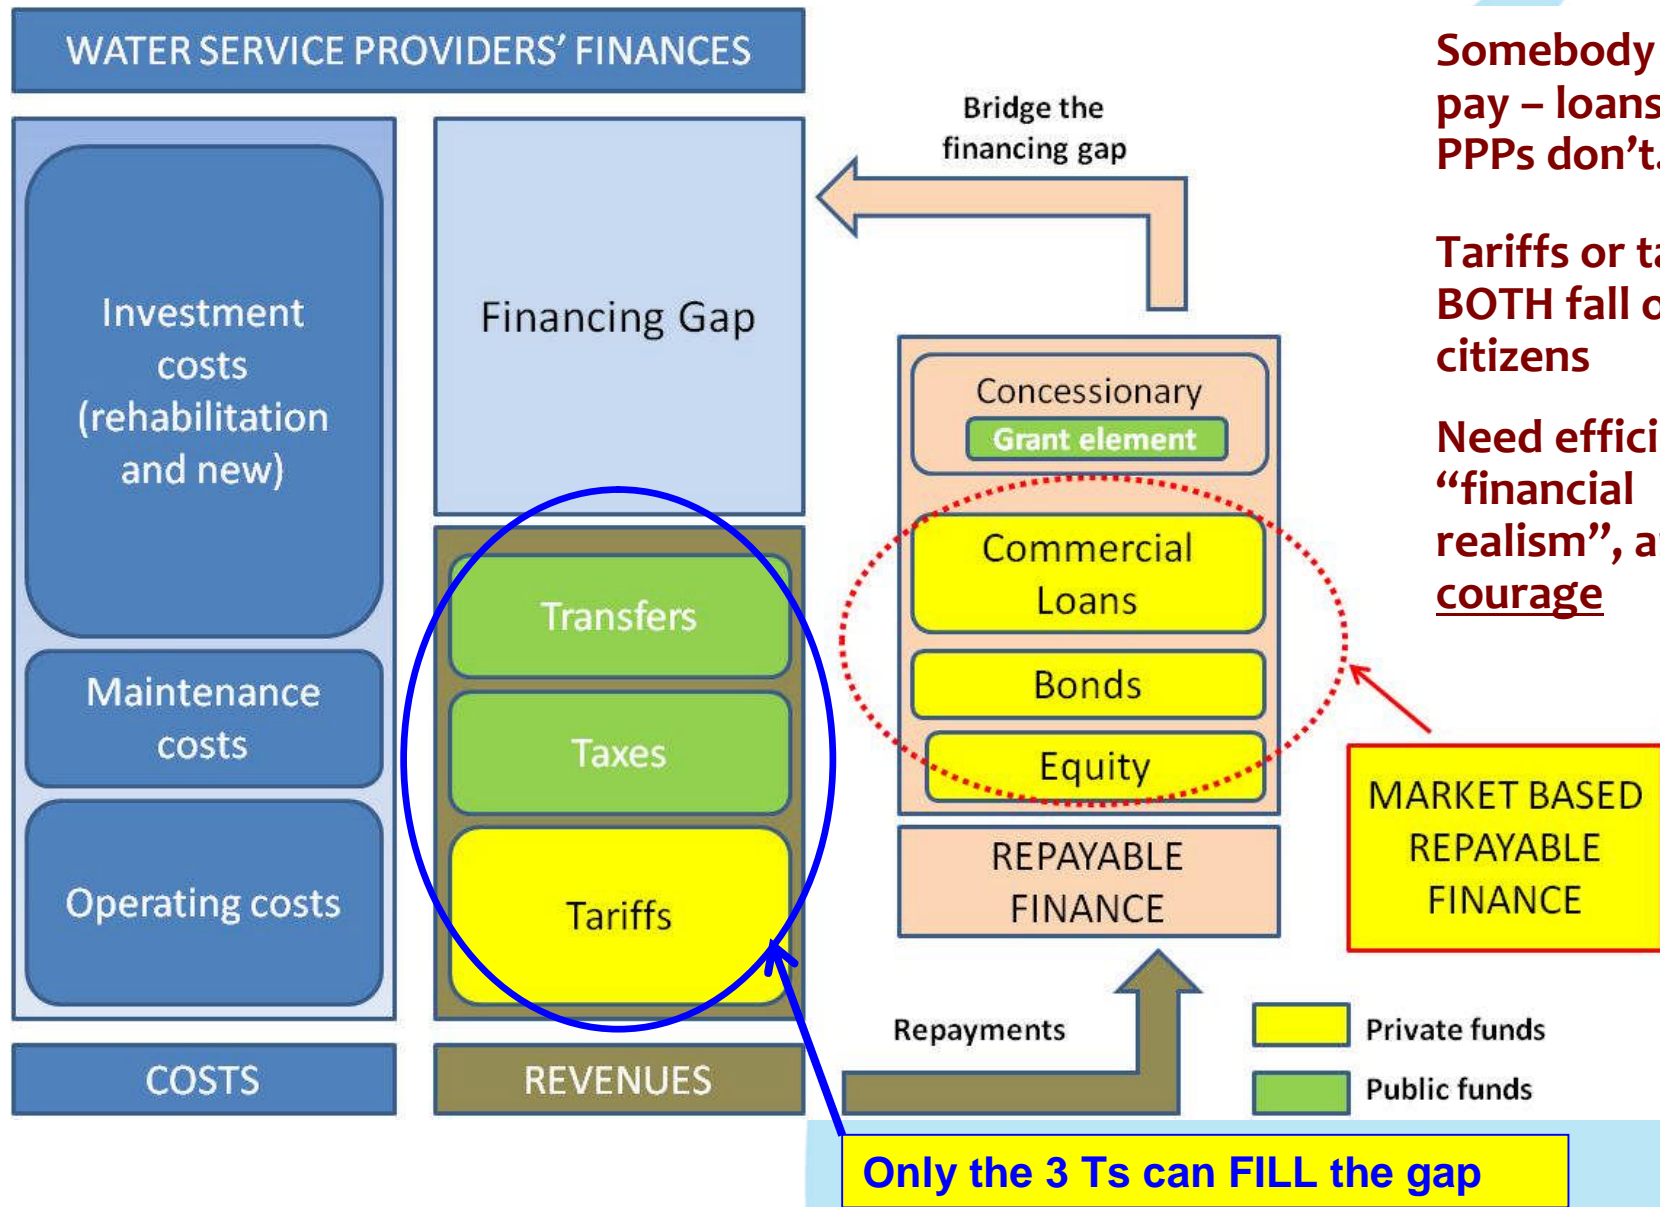 WATER SERVICE PROVIDERS’ FINANCES
Investment
costs
(rehabilitation
and new)
Maintenance
costs
Operating costs
COSTS
Financing Gap
Transfers
Taxes
Tariffs
REVENUES
Bridge the
financing gap
Concessionary
Grant element
Commercial
Loans
Bonds
Equity
REPAYABLE
FINANCE
Repayments
Somebody
pay – loans
PPPs don’t.
Tariffs or
BOTH fall
citizens
Need
“financial
realism”,
courage
MARKET BASED
REPAYABLE
FINANCE
Private funds
Public funds
Only the 3 Ts can FILL the gap